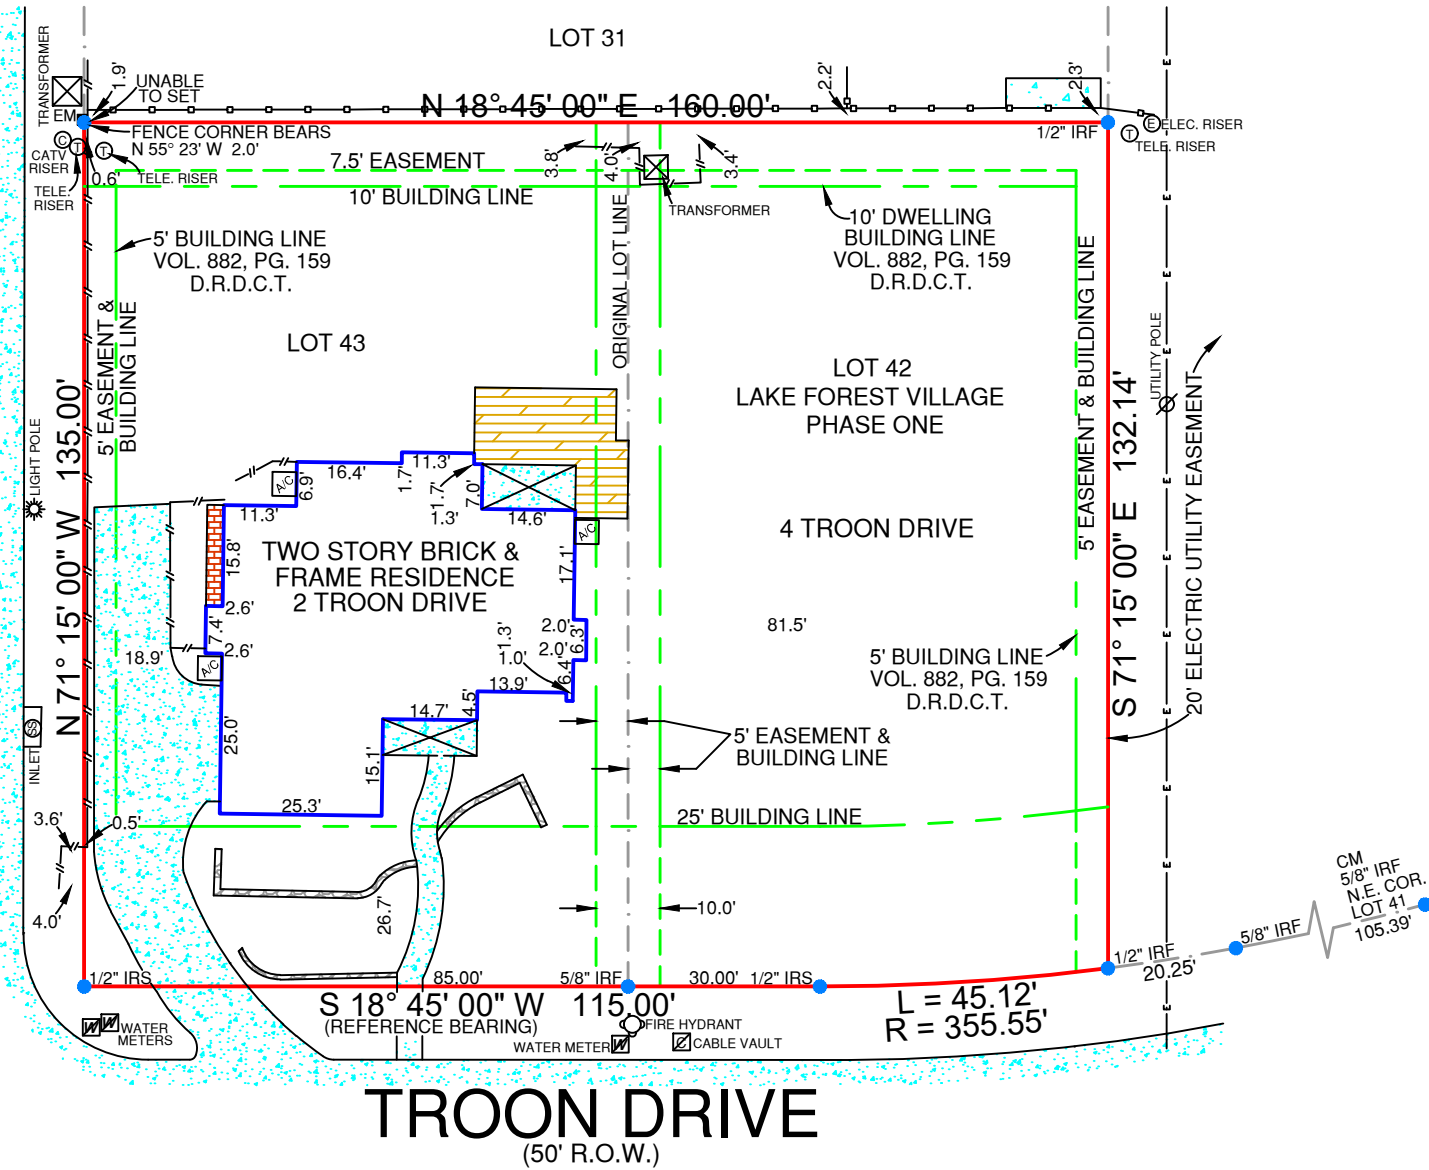 LOT 31
TRANSFORMER
1.9'
UNABLE
TO SET
EM
N 18° 45' 00" E    160.00'
2.2'
2.3'
1/2" IRF
E
ELEC. RISER
T
TELE. RISER
FENCE CORNER BEARS
N 55° 23' W  2.0'
C
T
T
CATV
RISER
TELE.
RISER
TELE. RISER
0.6'
7.5' EASEMENT
10' BUILDING LINE
3.8'
4.0'
3.4'
TRANSFORMER
ORIGINAL LOT LINE
5' BUILDING LINE
VOL. 882, PG. 159
D.R.D.C.T.
10' DWELLING
BUILDING LINE
VOL. 882, PG. 159
D.R.D.C.T.
5' EASEMENT &
BUILDING LINE
LOT 43
LOT 42
LAKE FOREST VILLAGE
PHASE ONE
4 TROON DRIVE
5' EASEMENT & BUILDING LINE
S 71° 15' 00" E  132.14'
UTILITY POLE
20' ELECTRIC UTILITY EASEMENT
N 71° 15' 00" W  135.00'
LIGHT POLE
SS
INLET
16.4'
11.3'
1.7'
1.7'
1.3'
7.0'
14.6'
A/C
6.9'
11.3'
A/C
15.8'
TWO STORY BRICK &
FRAME RESIDENCE
2 TROON DRIVE
17.1'
2.6'
7.4'
2.6'
A/C
18.9'
2.0'
6.3'
2.0'
1.3'
1.0'
6.4'
13.9'
4.5'
14.7'
25.0'
15.1'
25.3'
81.5'
5' BUILDING LINE
VOL. 882, PG. 159
D.R.D.C.T.
5' EASEMENT &
BUILDING LINE
25' BUILDING LINE
3.6'
0.5'
4.0'
26.7'
10.0'
CM
5/8" IRF
N.E. COR.
LOT 41
105.39'
5/8" IRF
1/2" IRF
20.25'
1/2" IRS
85.00'
5/8" IRF
30.00'
1/2" IRS
S 18° 45' 00" W    115.00'
(REFERENCE BEARING)
L = 45.12'
R = 355.55'
W
W
WATER
METERS
FIRE HYDRANT
WATER METER
W
C
CABLE VAULT
TROON DRIVE
(50' R.O.W.)